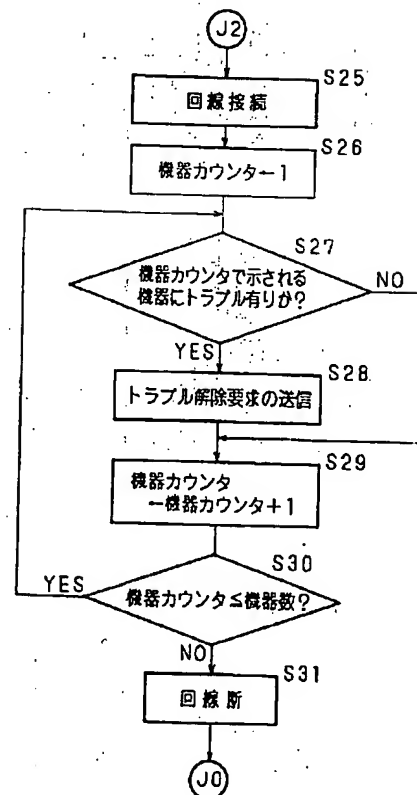 J2
S25
回線接続
S26
機器カウンタ←1
S27
機器カウンタで示される
機器にトラブル有りか?
NO
YES
S28
トラブル解除要求の送信
S29
機器カウンタ
←機器カウンタ+1
S30
YES
機器カウンタ≦機器数?
NO
S31
回線断
J0